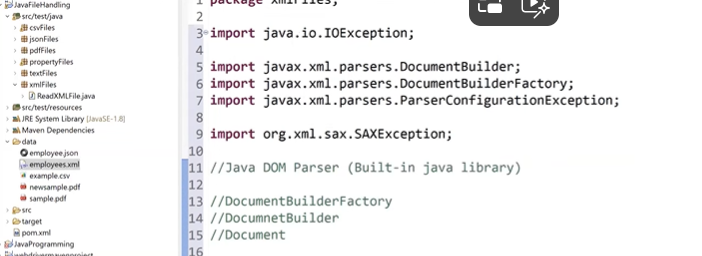 JavaFileHandling
src/test/java
csvFiles
jsonFiles
pdfFiles
propertyFiles
textFiles
xmlFiles
ReadXMLFile.java
src/test/resources
JRE System Library [JavaSE-1.8]
Maven Dependencies
data
employee.json
employees.xml
example.csv
newsample.pdf
sample.pdf
src
target
pom.xml
JavaProgramming
webdrivermavenproject
1 package xmlFiles;
2
3 import java.io.IOException;
4
5 import javax.xml.parsers.DocumentBuilder;
6 import javax.xml.parsers.DocumentBuilderFactory;
7 import javax.xml.parsers.ParserConfigurationException;
8
9 import org.xml.sax.SAXException;
10
11 //Java DOM Parser (Built-in java library)
12
13 //DocumentBuilderFactory
14 //DocumnetBuilder
15 //Document
16